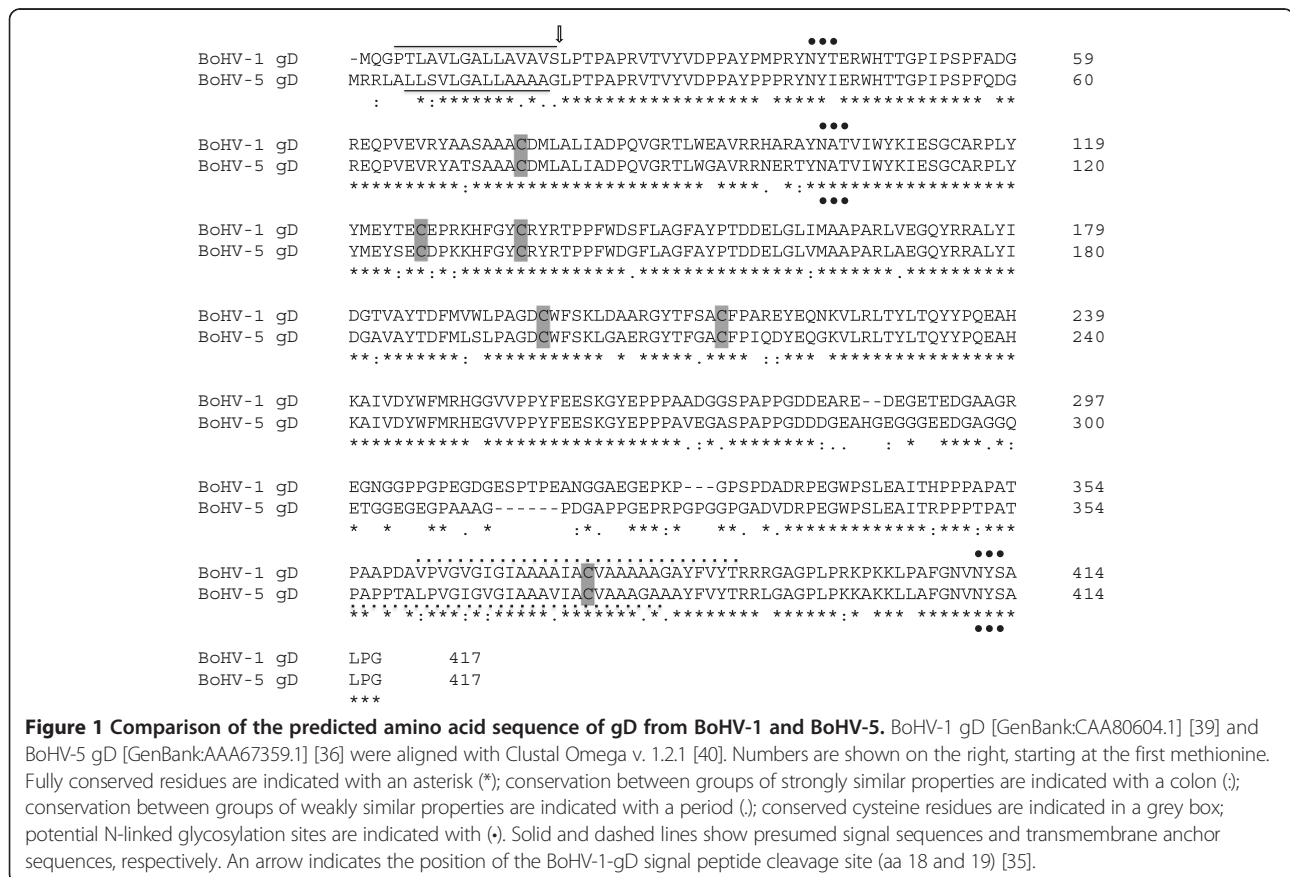 BoHV-1 gD -MQGPTLAVLGALLAVAVSLPTPAPRVTVYVDPPAYPMPRYNYTERWHTTGPIPSPFADG 59
BoHV-5 gD MRRLALLSVLGALLAAAAGLPTPAPRVTVYVDPPAYPPPRYNYIERWHTTGPIPSPFQDG 60
: *:*******.*..****************** ***** ************* **
BoHV-1 gD REQPVEVRYAASAAACDMLALIADPQVGRTLWEAVRRHARAYNATVIWYKIESGCARPLY 119
BoHV-5 gD REQPVEVRYATSAAACDMLALIADPQVGRTLWGAVRRNERTYNATVIWYKIESGCARPLY 120
**********:********************* ****. *:*******************
BoHV-1 gD YMEYTECEPRKHFGYCRYRTPPFWDSFLAGFAYPTDDELGLIMAAPARLVEGQYRRALYI 179
BoHV-5 gD YMEYSECDPKKHFGYCRYRTPPFWDGFLAGFAYPTDDELGLVMAAPARLAEGQYRRALYI 180
****:**:*:***************.***************:*******.**********
BoHV-1 gD DGTVAYTDFMVWLPAGDCWFSKLDAARGYTFSACFPAREYEQNKVLRLTYLTQYYPQEAH 239
BoHV-5 gD DGAVAYTDFMLSLPAGDCWFSKLGAERGYTFGACFPIQDYEQGKVLRLTYLTQYYPQEAH 240
**:*******: *********** * *****.**** ::*** *****************
BoHV-1 gD KAIVDYWFMRHGGVVPPYFEESKGYEPPPAADGGSPAPPGDDEARE--DEGETEDGAAGR 297
BoHV-5 gD KAIVDYWFMRHEGVVPPYFEESKGYEPPPAVEGASPAPPGDDDGEAHGEGGGEEDGAGGQ 300
*********** ******************.:*.********:.. : * ****.*:
BoHV-1 gD EGNGGPPGPEGDGESPTPEANGGAEGEPKP---GPSPDADRPEGWPSLEAITHPPPAPAT 354
BoHV-5 gD ETGGEGEGPAAAG------PDGAPPGEPRPGPGGPGADVDRPEGWPSLEAITRPPPTPAT 354
* * ** . * :*. ***:* **. *.*************:***:***
BoHV-1 gD PAAPDAVPVGVGIGIAAAAIACVAAAAAGAYFVYTRRRGAGPLPRKPKKLPAFGNVNYSA 414
BoHV-5 gD PAPPTALPVGIGVGIAAAVIACVAAAGAAAYFVYTRRLGAGPLPKKAKKLLAFGNVNYSA 414
** * *:***:*:*****.*******.*.******** ******:* *** *********
BoHV-1 gD LPG 417
BoHV-5 gD LPG 417
***
Figure 1 Comparison of the predicted amino acid sequence of gD from BoHV-1 and BoHV-5. BoHV-1 gD [GenBank:CAA80604.1] [39] and
BoHV-5 gD [GenBank:AAA67359.1] [36] were aligned with Clustal Omega v. 1.2.1 [40]. Numbers are shown on the right, starting at the first methionine.
Fully conserved residues are indicated with an asterisk (*); conservation between groups of strongly similar properties are indicated with a colon (:);
conservation between groups of weakly similar properties are indicated with a period (.); conserved cysteine residues are indicated in a grey box;
potential N-linked glycosylation sites are indicated with (•). Solid and dashed lines show presumed signal sequences and transmembrane anchor
sequences, respectively. An arrow indicates the position of the BoHV-1-gD signal peptide cleavage site (aa 18 and 19) [35].